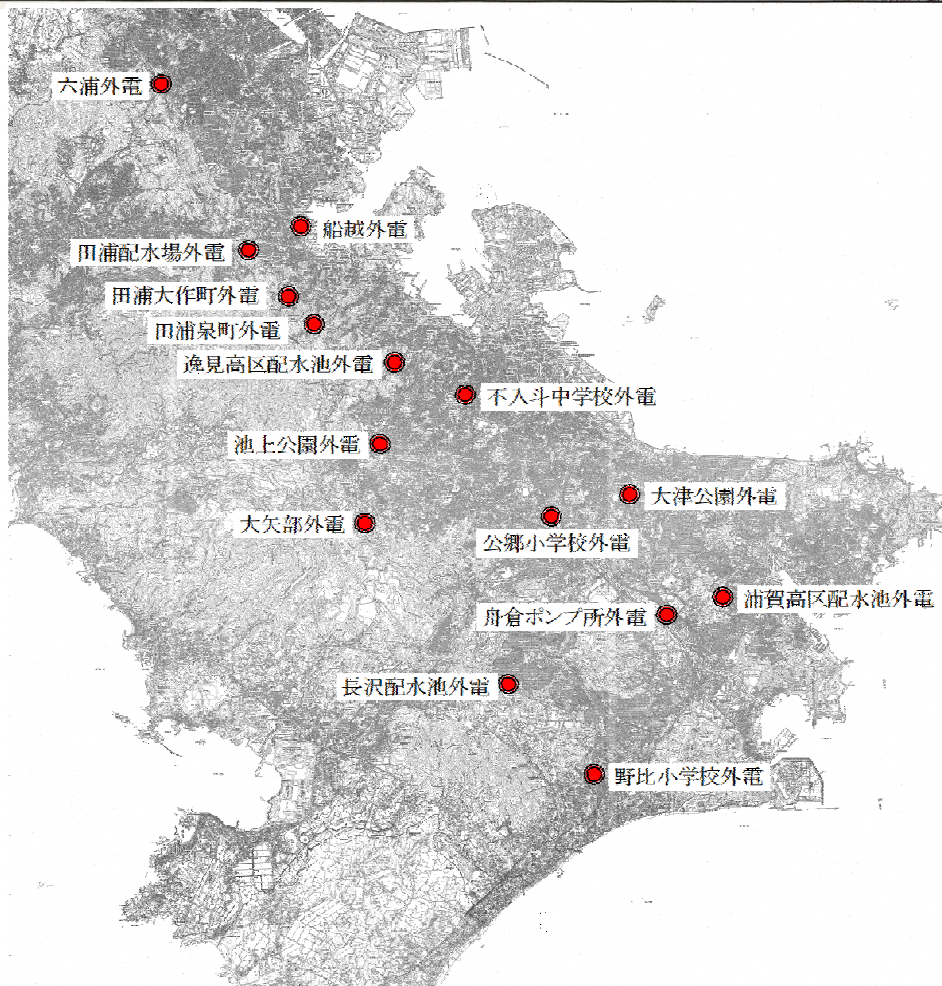 六浦外電
船越外電
田浦配水場外電
田浦大作町外電
田浦泉町外電
逸見高区配水池外電
不入斗中学校外電
池上公園外電
大津公園外電
大矢部外電
公郷小学校外電
浦賀高区配水池外電
舟倉ポンプ所外電
長沢配水池外電
野比小学校外電